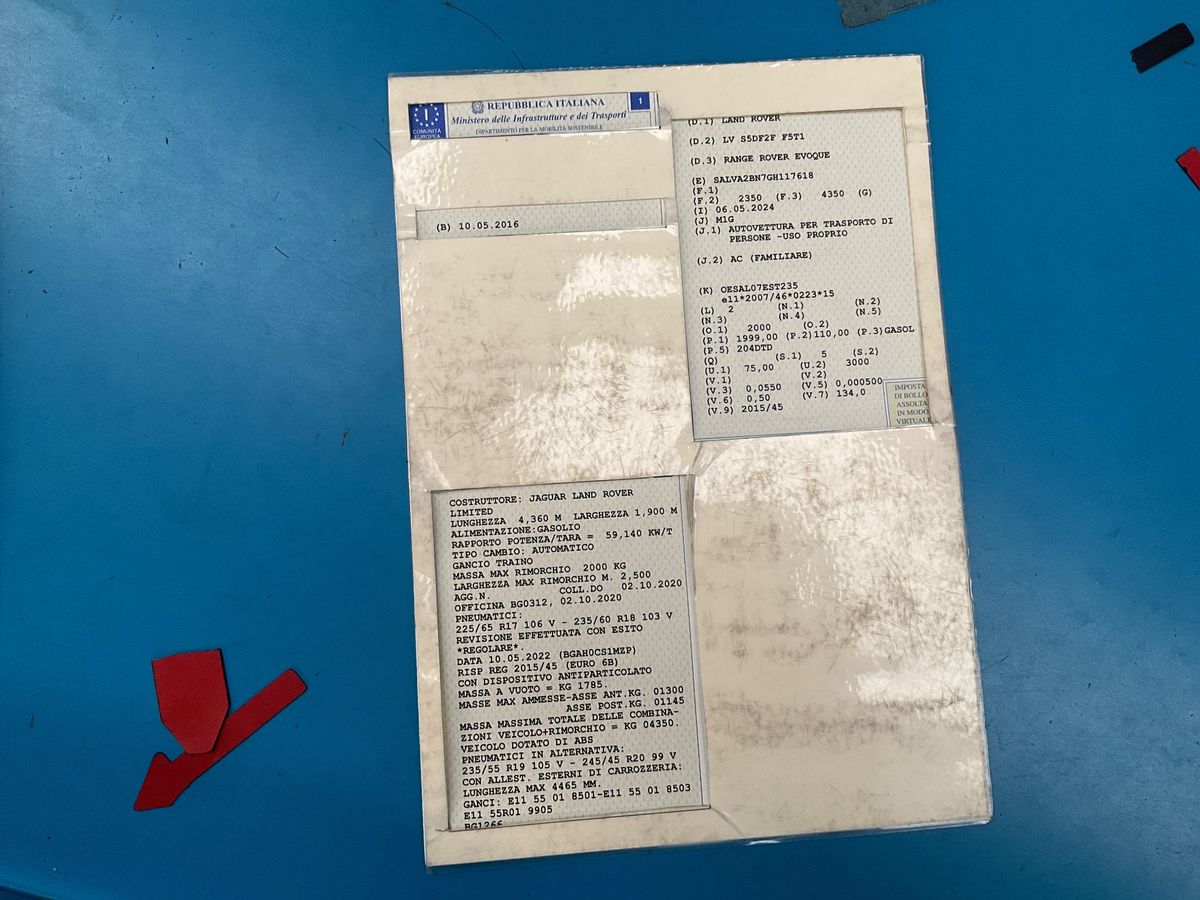 REPUBBLICA ITALIANA
Ministero delle Infrastrutture e dei Trasporti
DIPARTIMENTO PER LA MOBILITÀ SOSTENIBILE
I
COMUNITÀ
EUROPEA
1
(B) 10.05.2016
(D.1) LAND ROVER
(D.2) LV S5DF2F F5T1
(D.3) RANGE ROVER EVOQUE
(E) SALVA2BN7GH117618
(F.1)
(F.2) 2350 (F.3) 4350 (G)
(I) 06.05.2024
(J) M1G
(J.1) AUTOVETTURA PER TRASPORTO DI
PERSONE -USO PROPRIO
(J.2) AC (FAMILIARE)
(K) OESAL07EST235
e11*2007/46*0223*15
(L) 2 (N.1) (N.2)
(N.3) (N.4) (N.5)
(O.1) 2000 (O.2)
(P.1) 1999,00 (P.2)110,00 (P.3)GASOL
(P.5) 204DTD
(Q) (S.1) 5 (S.2)
(U.1) 75,00 (U.2) 3000
(V.1) (V.2)
(V.3) 0,0550 (V.5) 0,000500
(V.6) 0,50 (V.7) 134,0
(V.9) 2015/45
IMPOSTA
DI BOLLO
ASSOLTA
IN MODO
VIRTUALE
COSTRUTTORE: JAGUAR LAND ROVER
LIMITED
LUNGHEZZA 4,360 M LARGHEZZA 1,900 M
ALIMENTAZIONE:GASOLIO
RAPPORTO POTENZA/TARA = 59,140 KW/T
TIPO CAMBIO: AUTOMATICO
GANCIO TRAINO
MASSA MAX RIMORCHIO 2000 KG
LARGHEZZA MAX RIMORCHIO M. 2,500
AGG.N. COLL.DO 02.10.2020
OFFICINA BG0312, 02.10.2020
PNEUMATICI:
225/65 R17 106 V - 235/60 R18 103 V
REVISIONE EFFETTUATA CON ESITO
*REGOLARE*.
DATA 10.05.2022 (BGAH0CS1MZP)
RISP REG 2015/45 (EURO 6B)
CON DISPOSITIVO ANTIPARTICOLATO
MASSA A VUOTO = KG 1785.
MASSE MAX AMMESSE-ASSE ANT.KG. 01300
ASSE POST.KG. 01145
MASSA MASSIMA TOTALE DELLE COMBINA-
ZIONI VEICOLO+RIMORCHIO = KG 04350.
VEICOLO DOTATO DI ABS
PNEUMATICI IN ALTERNATIVA:
235/55 R19 105 V - 245/45 R20 99 V
CON ALLEST. ESTERNI DI CARROZZERIA:
LUNGHEZZA MAX 4465 MM.
GANCI: E11 55 01 8501-E11 55 01 8503
E11 55R01 9905
BG1266